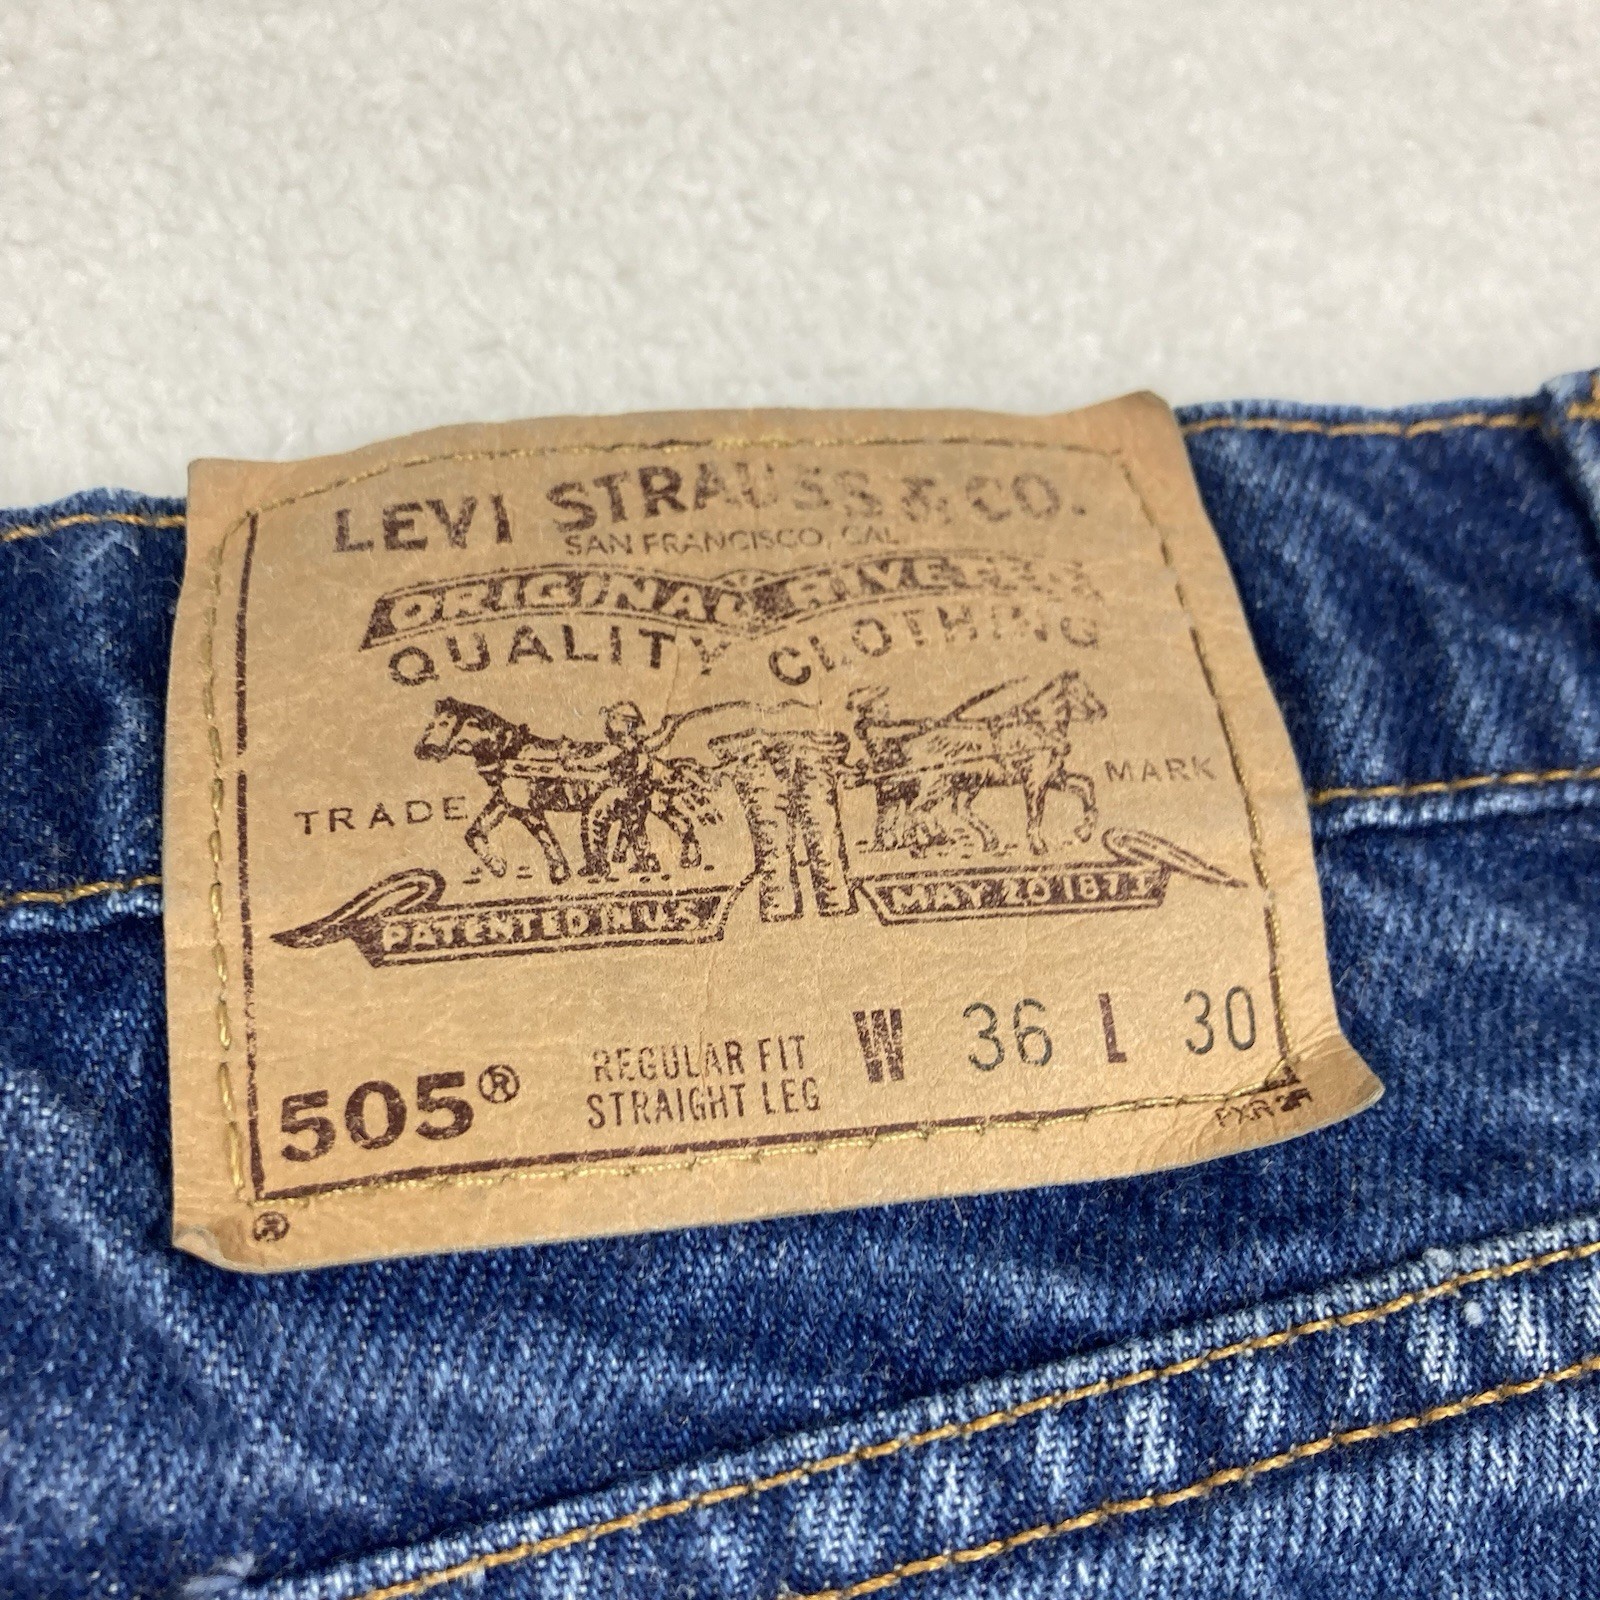 LEVI STRAUSS & CO.
SAN FRANCISCO, CAL
ORIGINAL RIVETED
QUALITY CLOTHING
TRADE MARK
PATENTED IN U.S. MAY 20 1873
505® REGULAR FIT W 36 L 30
STRAIGHT LEG
®